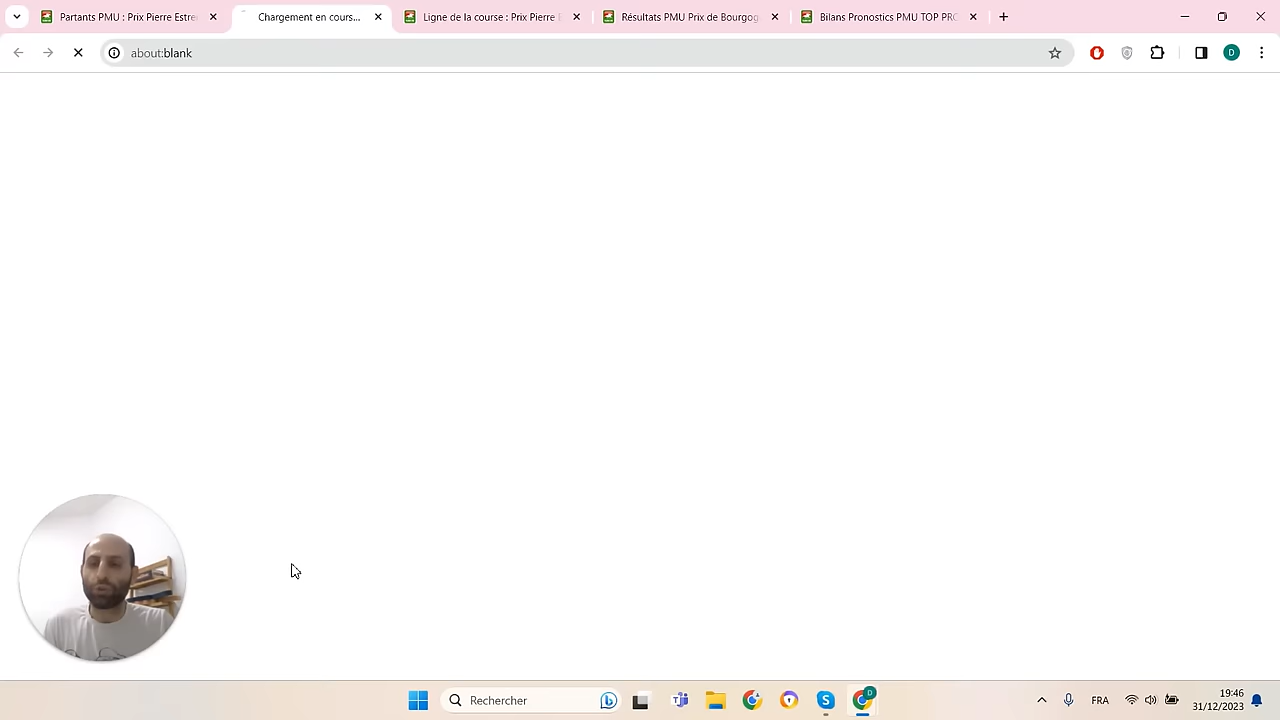 Partants PMU : Prix Pierre Estre
Chargement en cours...
Ligne de la course : Prix Pierre E
Résultats PMU Prix de Bourgog
Bilans Pronostics PMU TOP PRO
about:blank
D
Rechercher
D
FRA
19:46
31/12/2023